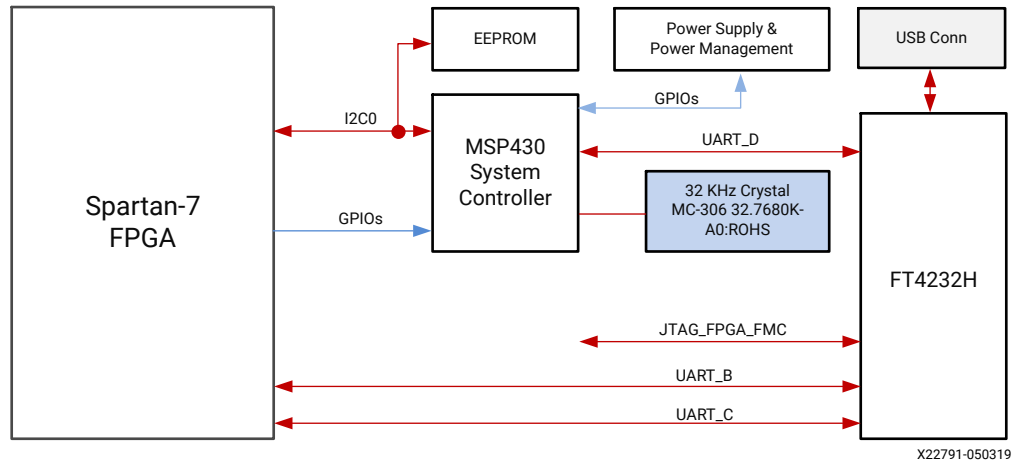 EEPROM
Power Supply &
Power Management
USB Conn
GPIOs
I2C0
MSP430
System
Controller
UART_D
Spartan-7
FPGA
32 KHz Crystal
MC-306 32.7680K-
A0:ROHS
GPIOs
FT4232H
JTAG_FPGA_FMC
UART_B
UART_C
X22791-050319